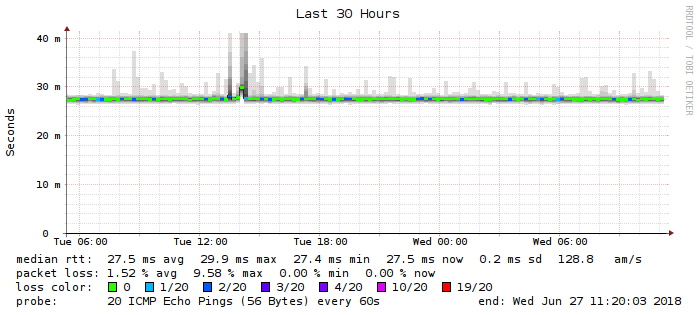 Last 30 Hours
RRDTOOL / TOBI OETIKER
Seconds
40 m
30 m
20 m
10 m
0
Tue 06:00 Tue 12:00 Tue 18:00 Wed 00:00 Wed 06:00
median rtt: 27.5 ms avg 29.9 ms max 27.4 ms min 27.5 ms now 0.2 ms sd 128.8 am/s
packet loss: 1.52 % avg 9.58 % max 0.00 % min 0.00 % now
loss color: 0 1/20 2/20 3/20 4/20 10/20 19/20
probe: 20 ICMP Echo Pings (56 Bytes) every 60s end: Wed Jun 27 11:20:03 2018